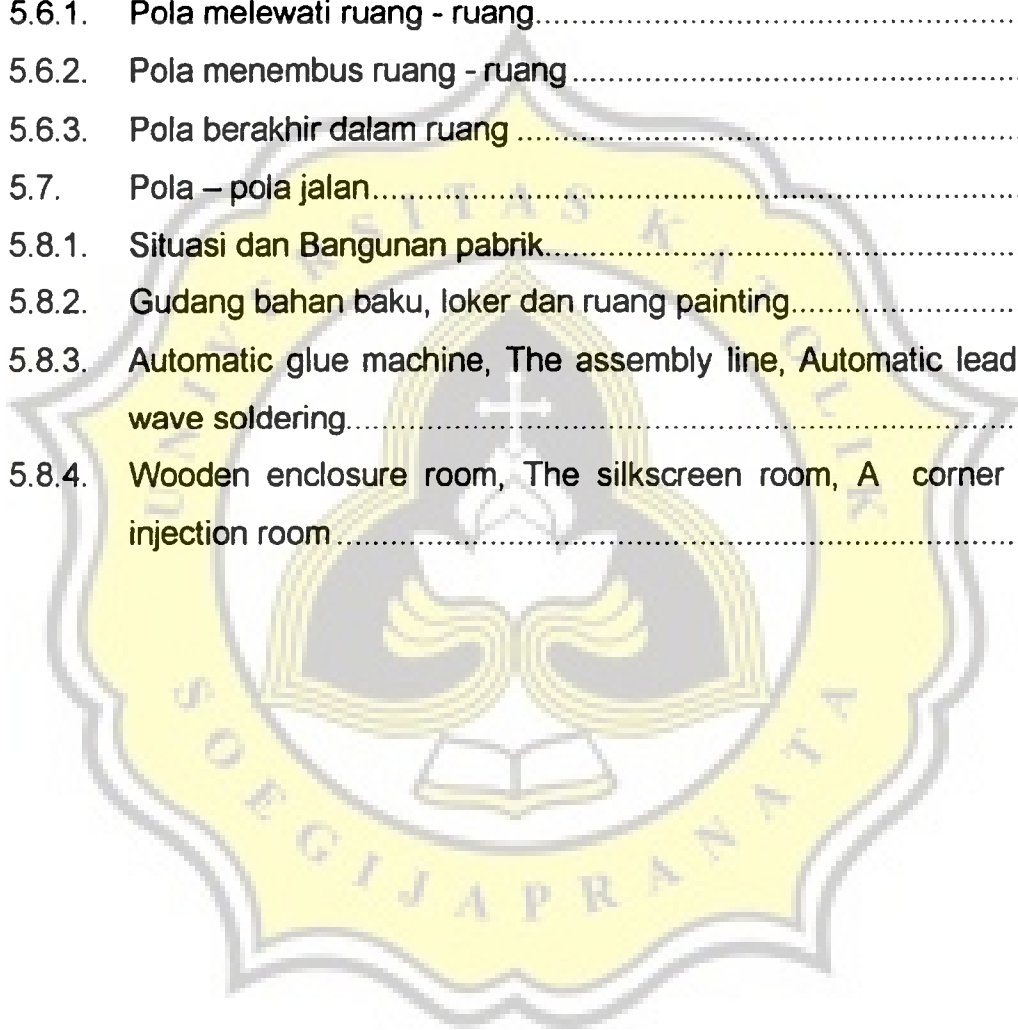 5.6.1. Pola melewati ruang - ruang
5.6.2. Pola menembus ruang - ruang
5.6.3. Pola berakhir dalam ruang
5.7. Pola – pola jalan
5.8.1. Situasi dan Bangunan pabrik
5.8.2. Gudang bahan baku, loker dan ruang painting
5.8.3. Automatic glue machine, The assembly line, Automatic lead
wave soldering
5.8.4. Wooden enclosure room, The silkscreen room, A corner
injection room
UNIVERSITAS KATOLIK
SOEGIJAPRANATA